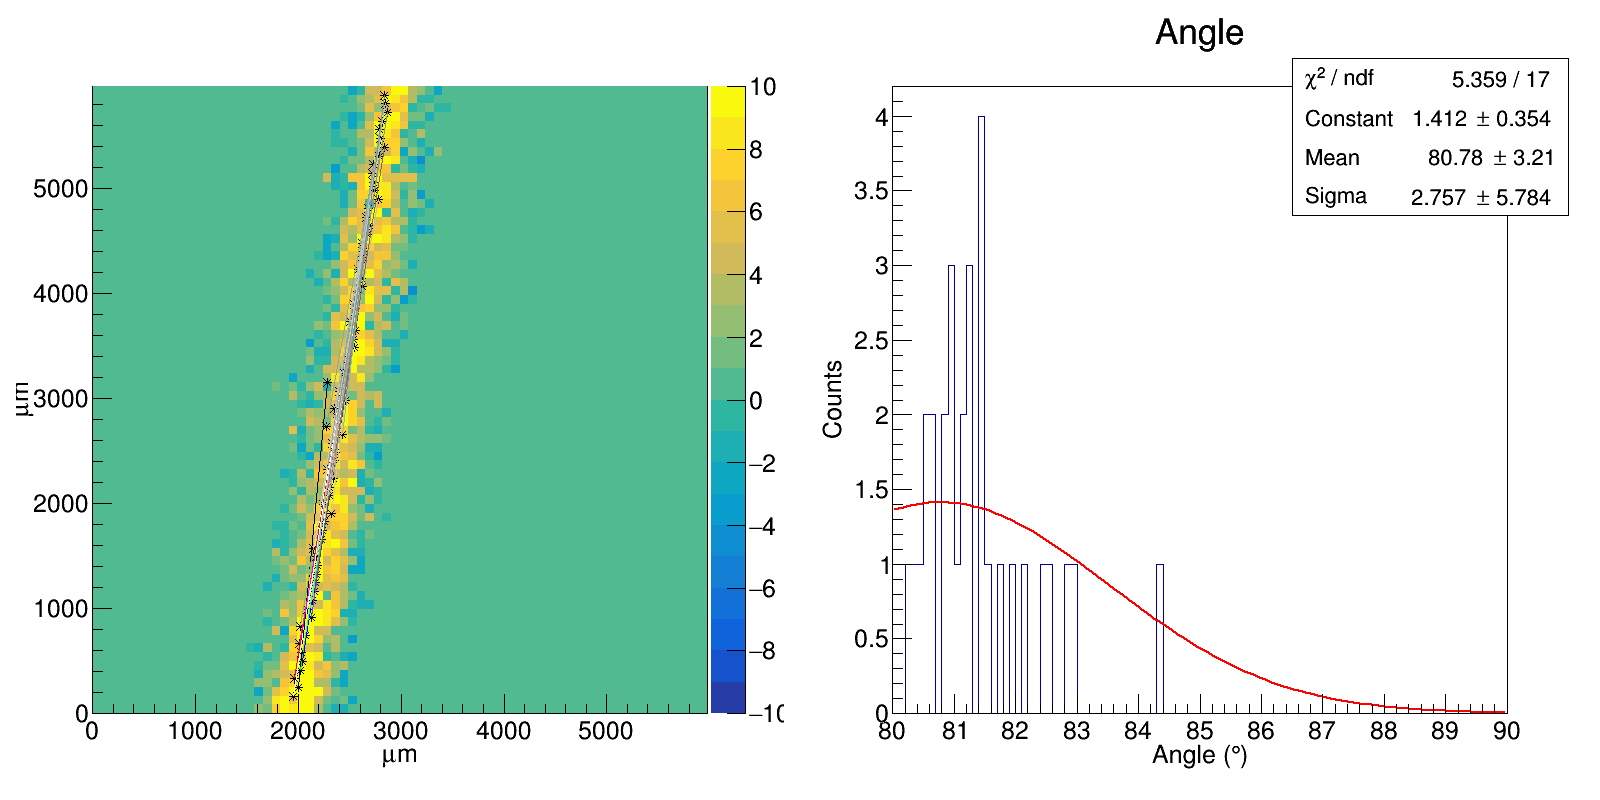 Angle
χ² / ndf 5.359 / 17
Constant 1.412 ± 0.354
Mean 80.78 ± 3.21
Sigma 2.757 ± 5.784
μm
5000
4000
3000
2000
1000
0
0 1000 2000 3000 4000 5000
μm
10
8
6
4
2
0
−2
−4
−6
−8
−10
Counts
4
3.5
3
2.5
2
1.5
1
0.5
0
80 81 82 83 84 85 86 87 88 89 90
Angle (°)